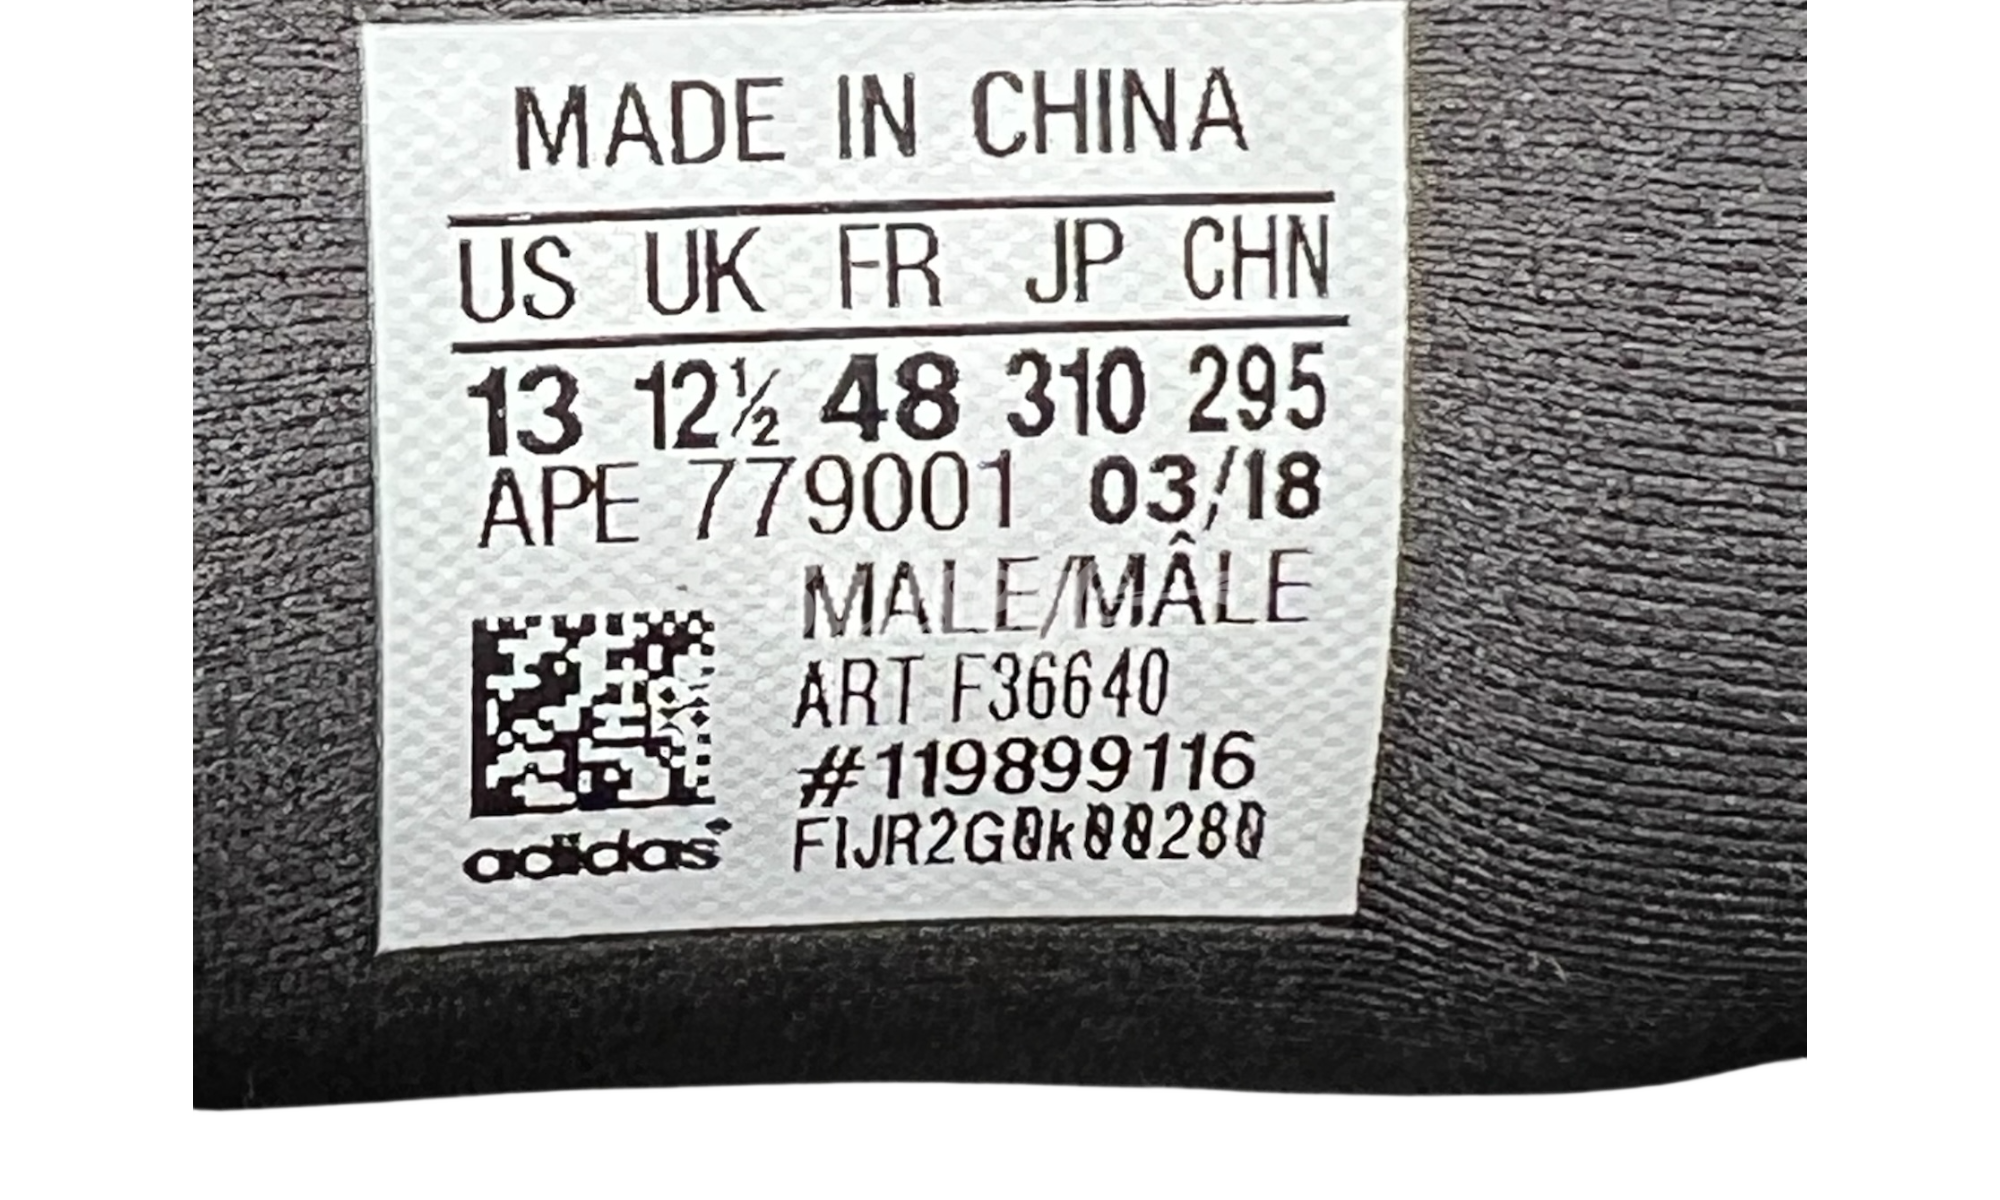 MADE IN CHINA
US UK FR JP CHN
13 12½ 48 310 295
APE 779001 03/18
MALE/MÂLE
ART F36640
#119899116
FIJR2G0k00280
adidas